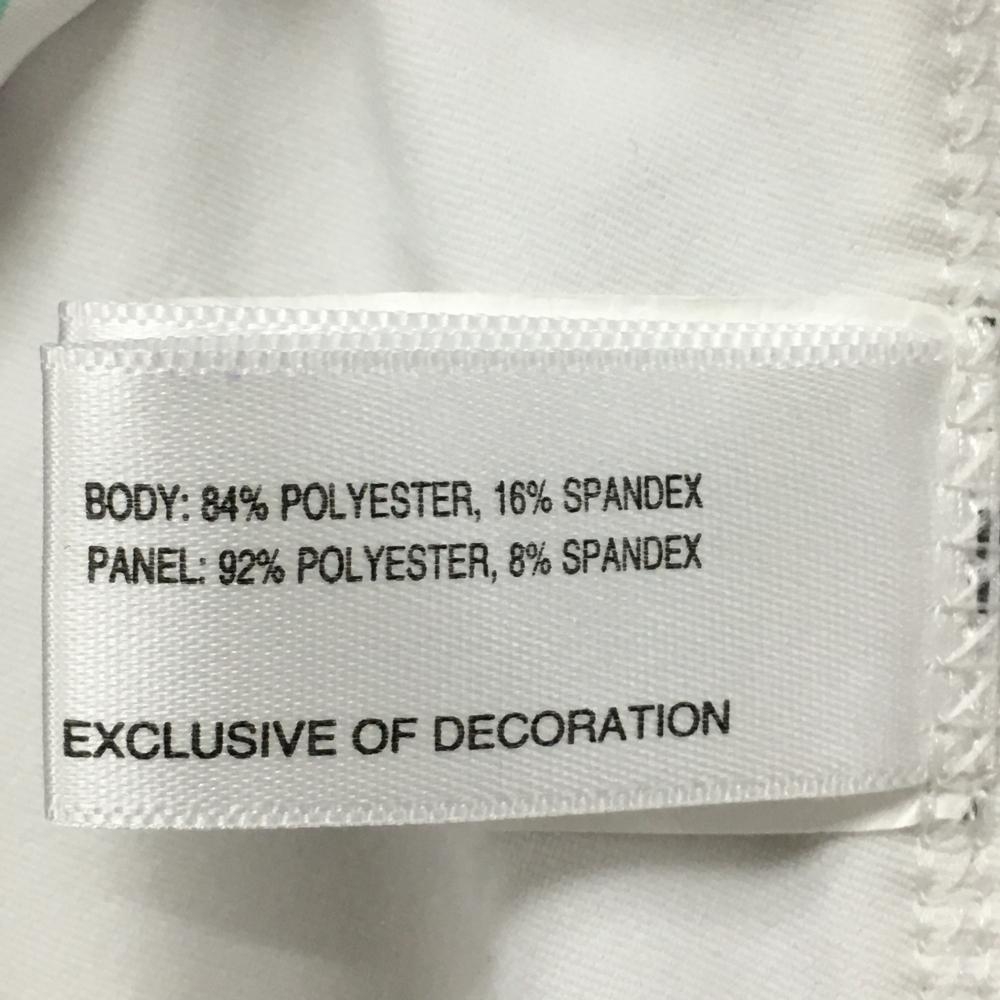 BODY: 84% POLYESTER, 16% SPANDEX
PANEL: 92% POLYESTER, 8% SPANDEX
EXCLUSIVE OF DECORATION